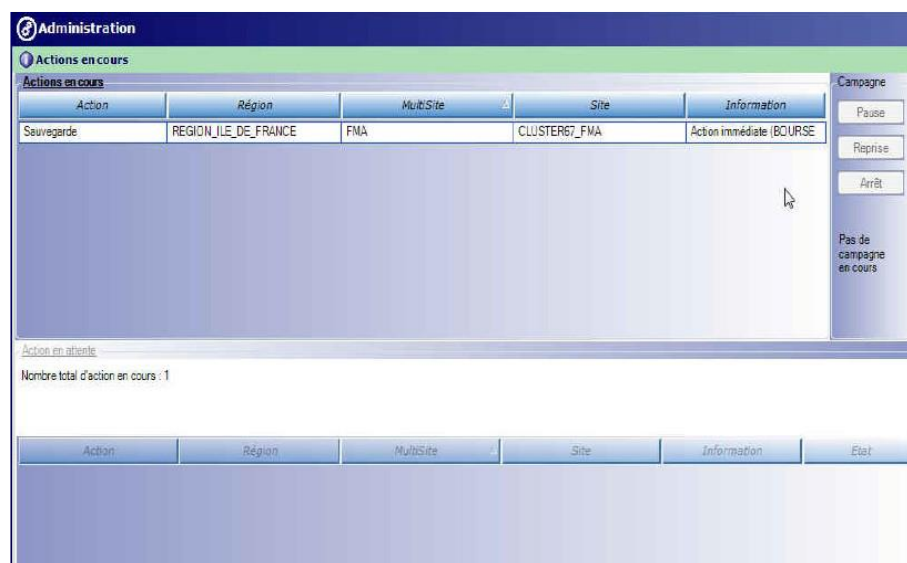 Administration
Actions en cours
Actions en cours
Campagne
Action Région MultiSite Site Information
Pause
Sauvegarde REGION_ILE_DE_FRANCE FMA CLUSTER67_FMA Action immédiate (BOURSE
Reprise
Arrêt
Pas de
campagne
en cours
Action en attente
Nombre total d'action en cours : 1
Action Région MultiSite Site Information Etat